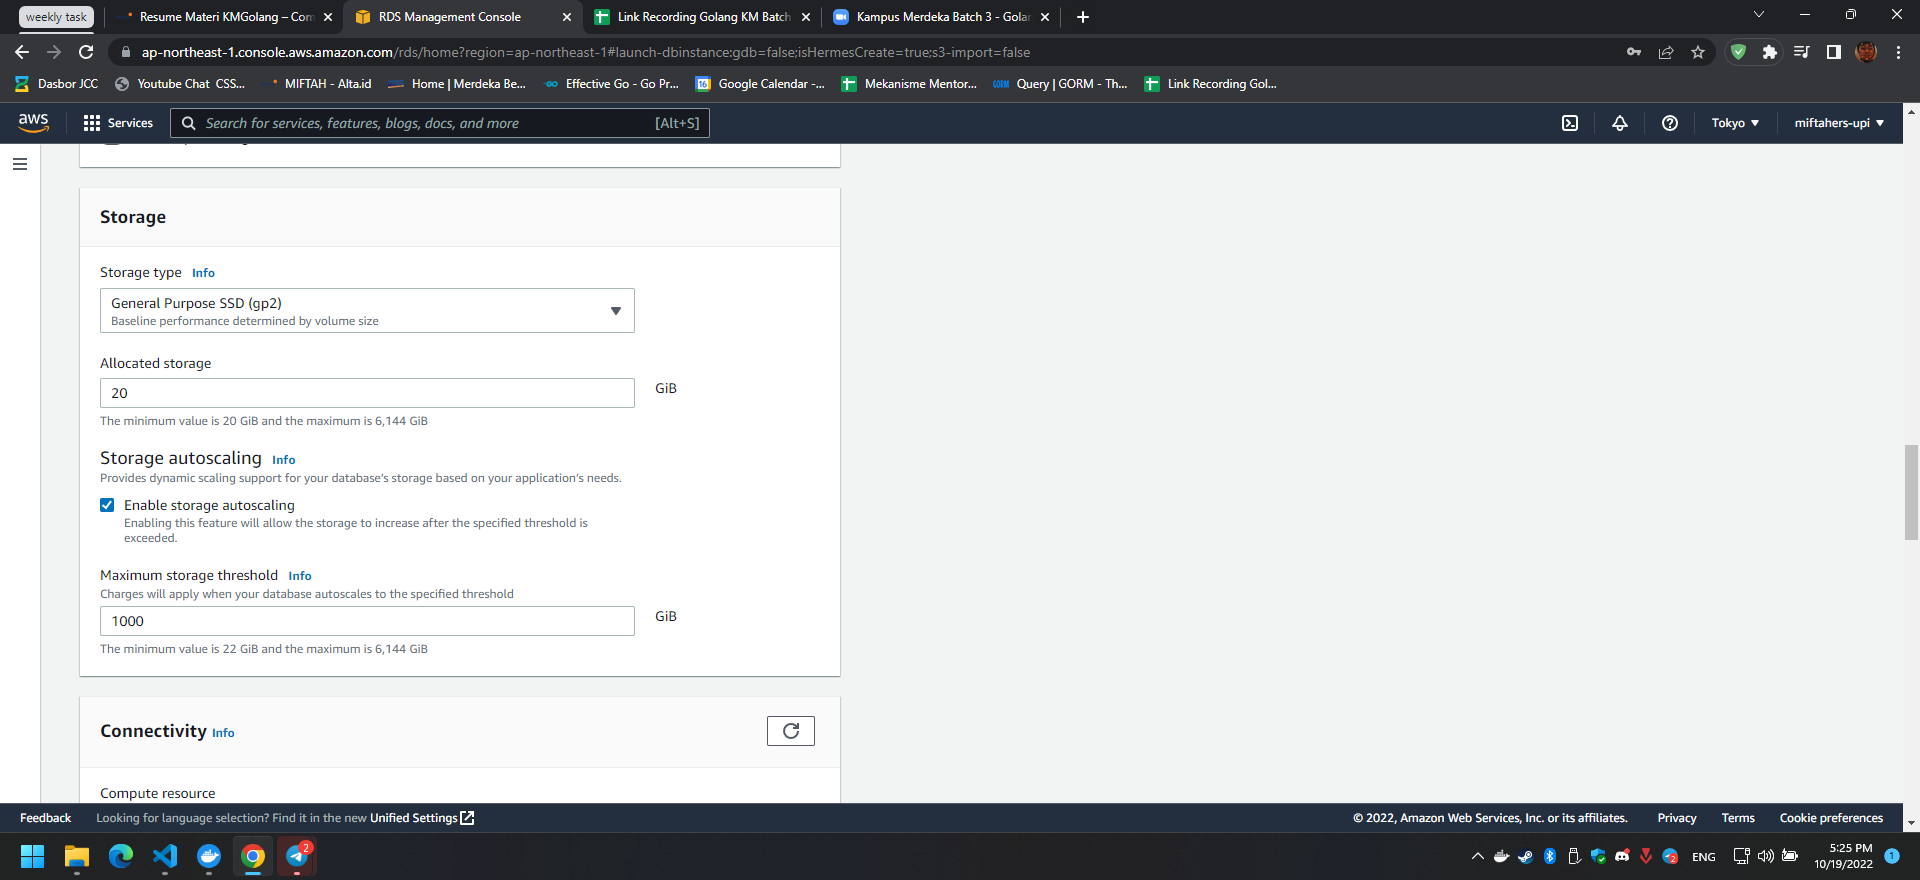 weekly task
Resume Materi KMGolang – Com
RDS Management Console
Link Recording Golang KM Batch
Kampus Merdeka Batch 3 - Golan
ap-northeast-1.console.aws.amazon.com/rds/home?region=ap-northeast-1#launch-dbinstance:gdb=false;isHermesCreate=true;s3-import=false
Dasbor JCC
Youtube Chat CSS...
MIFTAH - Alta.id
Home | Merdeka Be...
Effective Go - Go Pr...
Google Calendar -...
Mekanisme Mentor...
Query | GORM - Th...
Link Recording Gol...
aws
Services
Search for services, features, blogs, docs, and more
[Alt+S]
Tokyo
miftahers-upi
Storage
Storage type Info
General Purpose SSD (gp2)
Baseline performance determined by volume size
Allocated storage
20
GiB
The minimum value is 20 GiB and the maximum is 6,144 GiB
Storage autoscaling Info
Provides dynamic scaling support for your database's storage based on your application's needs.
Enable storage autoscaling
Enabling this feature will allow the storage to increase after the specified threshold is
exceeded.
Maximum storage threshold Info
Charges will apply when your database autoscales to the specified threshold
1000
GiB
The minimum value is 22 GiB and the maximum is 6,144 GiB
Connectivity Info
Compute resource
Feedback
Looking for language selection? Find it in the new Unified Settings
© 2022, Amazon Web Services, Inc. or its affiliates.
Privacy
Terms
Cookie preferences
2
ENG
5:25 PM
10/19/2022
1